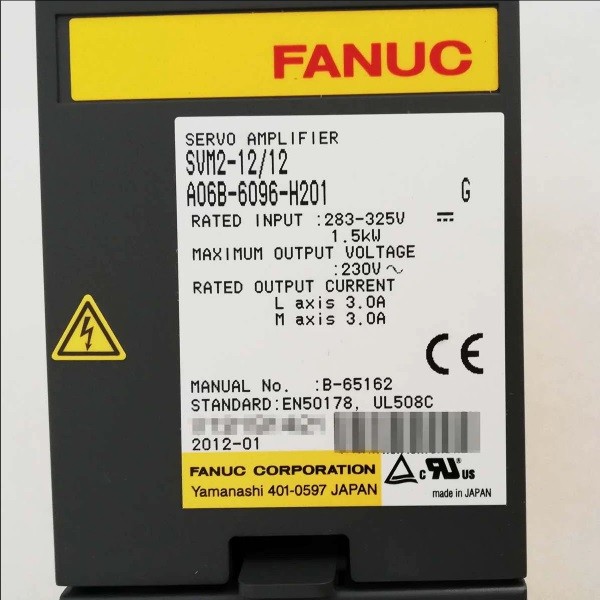 FANUC
SERVO AMPLIFIER
SVM2-12/12
A06B-6096-H201 G
RATED INPUT :283-325V ⎓
1.5kW
MAXIMUM OUTPUT VOLTAGE
:230V~
RATED OUTPUT CURRENT
L axis 3.0A
M axis 3.0A
CE
MANUAL No. :B-65162
STANDARD:EN50178, UL508C
2012-01
FANUC CORPORATION
Yamanashi 401-0597 JAPAN
c RU us
made in JAPAN